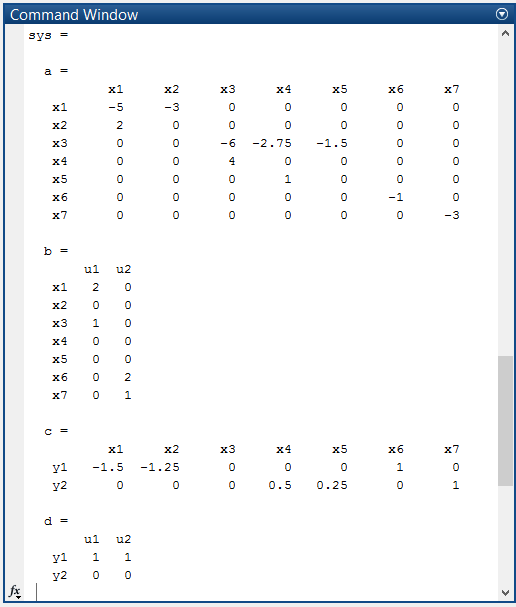 Command Window
sys =
a =
x1 x2 x3 x4 x5 x6 x7
x1 -5 -3 0 0 0 0 0
x2 2 0 0 0 0 0 0
x3 0 0 -6 -2.75 -1.5 0 0
x4 0 0 4 0 0 0 0
x5 0 0 0 1 0 0 0
x6 0 0 0 0 0 -1 0
x7 0 0 0 0 0 0 -3
b =
u1 u2
x1 2 0
x2 0 0
x3 1 0
x4 0 0
x5 0 0
x6 0 2
x7 0 1
c =
x1 x2 x3 x4 x5 x6 x7
y1 -1.5 -1.25 0 0 0 1 0
y2 0 0 0 0.5 0.25 0 1
d =
u1 u2
y1 1 1
y2 0 0
fx